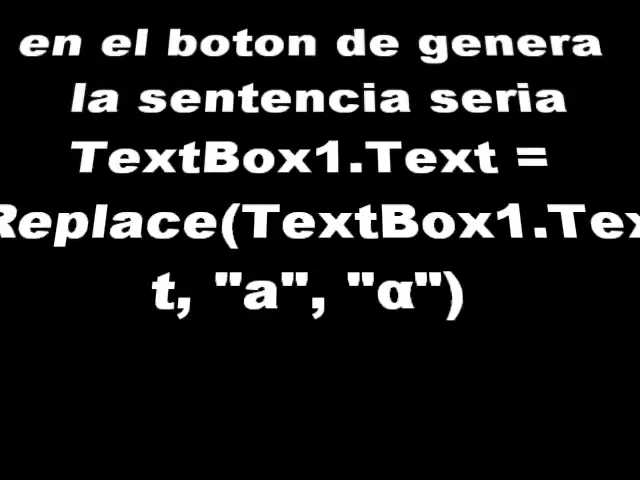 en el boton de genera
la sentencia seria
TextBox1.Text =
Replace(TextBox1.Tex
t, "a", "α")